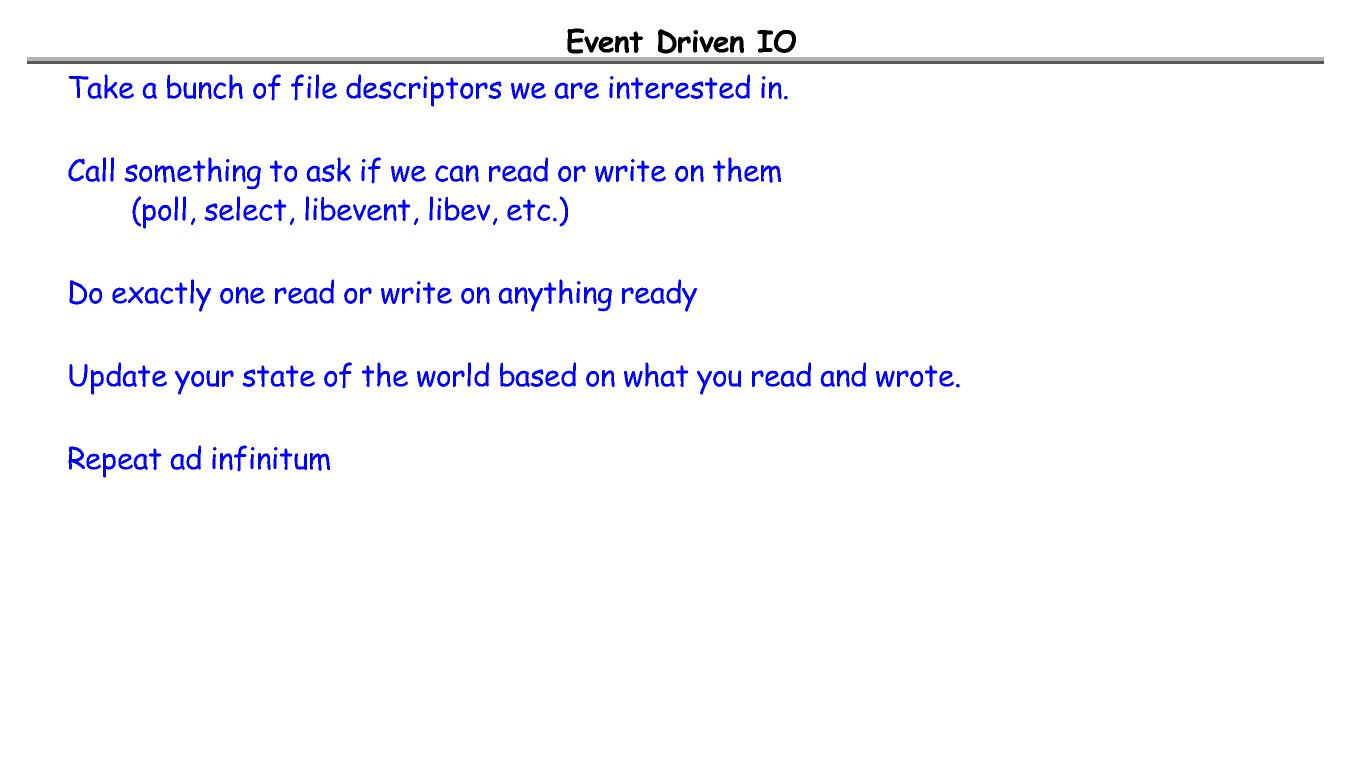 Event Driven IO
Take a bunch of file descriptors we are interested in.
Call something to ask if we can read or write on them
(poll, select, libevent, libev, etc.)
Do exactly one read or write on anything ready
Update your state of the world based on what you read and wrote.
Repeat ad infinitum